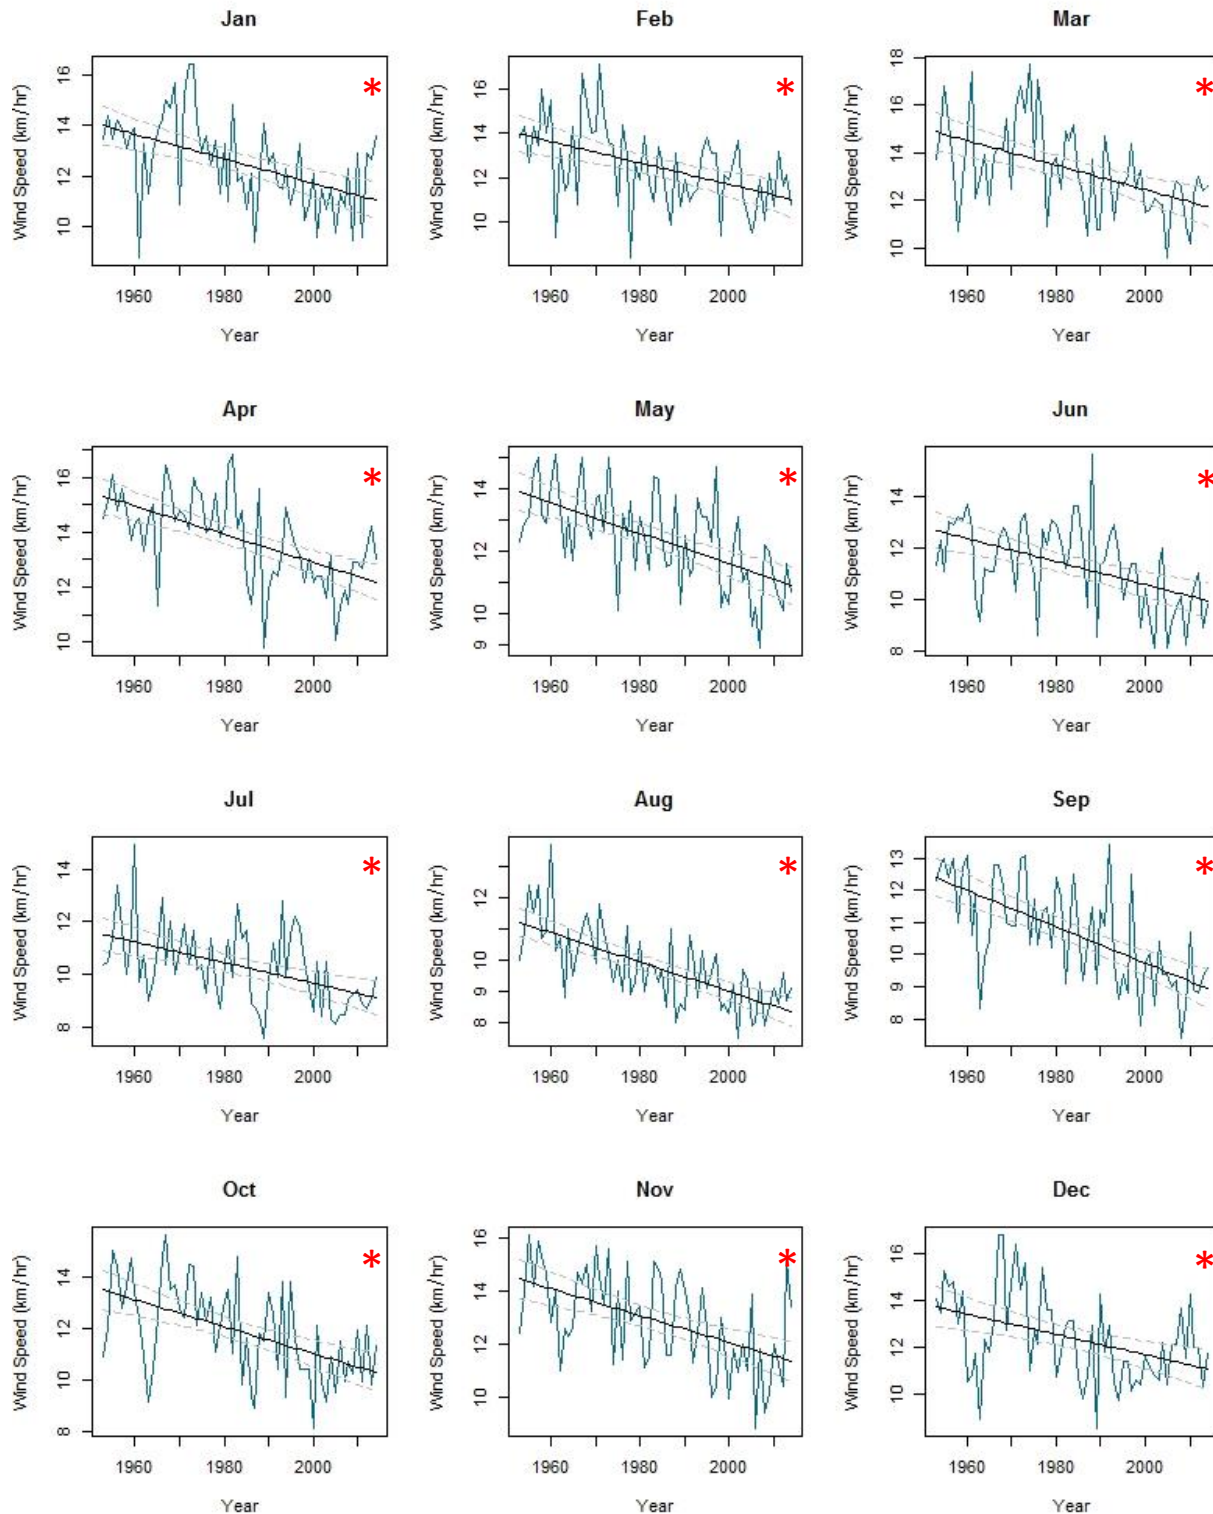 Jan Feb Mar
Wind Speed (km/hr) 10 12 14 16
Wind Speed (km/hr) 10 12 14 16
Wind Speed (km/hr) 10 12 14 16 18
* * *
1960 1980 2000 1960 1980 2000 1960 1980 2000
Year Year Year
Apr May Jun
Wind Speed (km/hr) 10 12 14 16
Wind Speed (km/hr) 9 10 12 14
Wind Speed (km/hr) 8 10 12 14
* * *
1960 1980 2000 1960 1980 2000 1960 1980 2000
Year Year Year
Jul Aug Sep
Wind Speed (km/hr) 8 10 12 14
Wind Speed (km/hr) 8 9 10 12
Wind Speed (km/hr) 8 9 10 11 12 13
* * *
1960 1980 2000 1960 1980 2000 1960 1980 2000
Year Year Year
Oct Nov Dec
Wind Speed (km/hr) 8 10 12 14
Wind Speed (km/hr) 10 12 14 16
Wind Speed (km/hr) 10 12 14 16
* * *
1960 1980 2000 1960 1980 2000 1960 1980 2000
Year Year Year